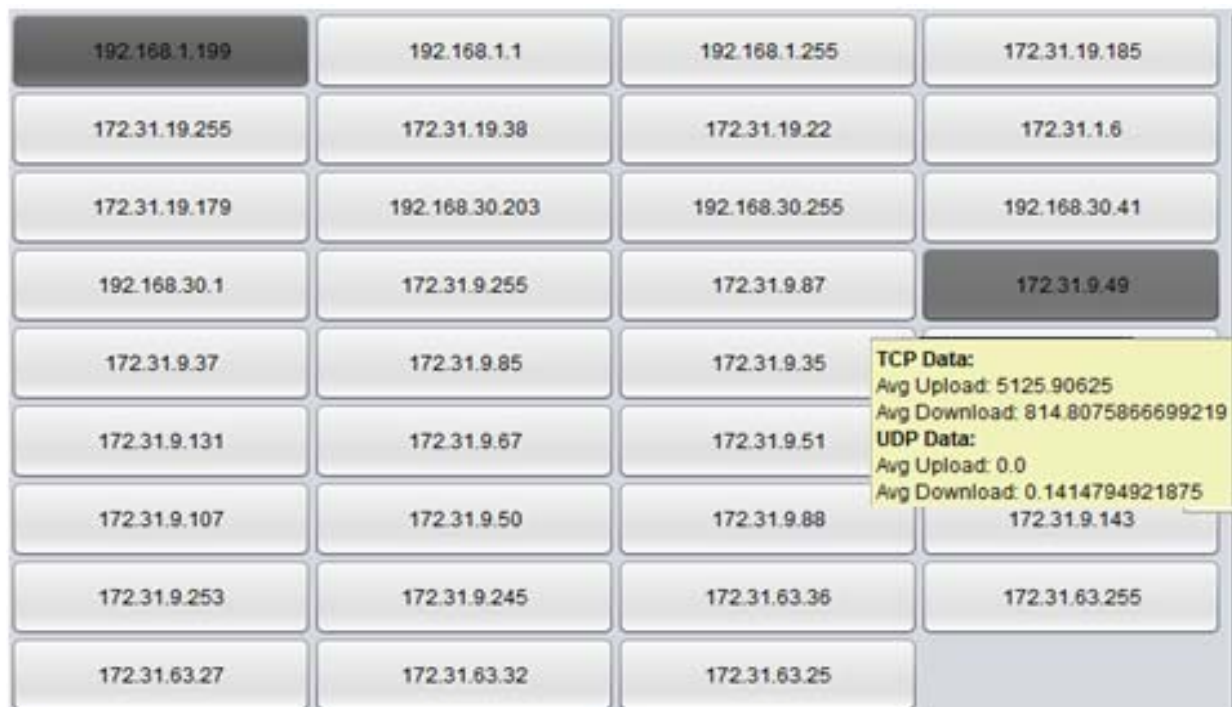 192.168.1.199 192.168.1.1 192.168.1.255 172.31.19.185
172.31.19.255 172.31.19.38 172.31.19.22 172.31.1.6
172.31.19.179 192.168.30.203 192.168.30.255 192.168.30.41
192.168.30.1 172.31.9.255 172.31.9.87 172.31.9.49
172.31.9.37 172.31.9.85 172.31.9.35
TCP Data:
Avg Upload: 5125.90625
Avg Download: 814.8075866699219
UDP Data:
Avg Upload: 0.0
Avg Download: 0.1414794921875
172.31.9.131 172.31.9.67 172.31.9.51
172.31.9.107 172.31.9.50 172.31.9.88 172.31.9.143
172.31.9.253 172.31.9.245 172.31.63.36 172.31.63.255
172.31.63.27 172.31.63.32 172.31.63.25